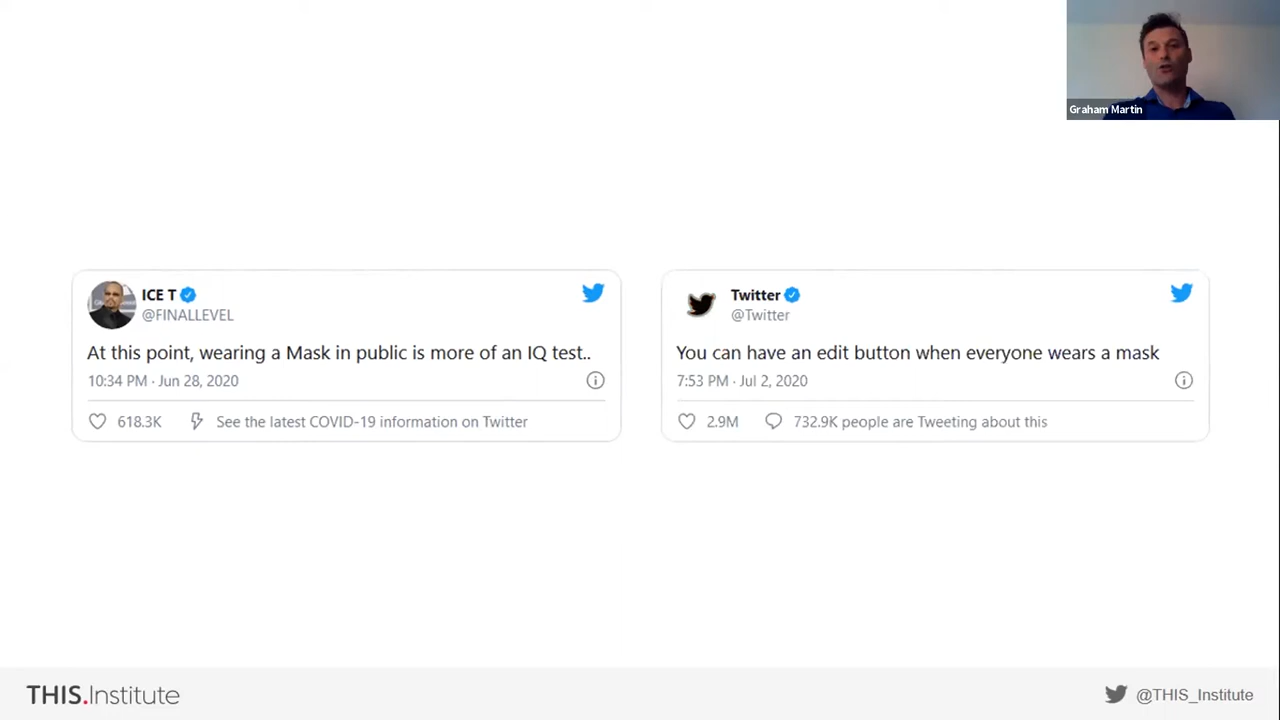 Graham Martin
ICE T
@FINALLEVEL
At this point, wearing a Mask in public is more of an IQ test..
10:34 PM · Jun 28, 2020
618.3K See the latest COVID-19 information on Twitter
Twitter
@Twitter
You can have an edit button when everyone wears a mask
7:53 PM · Jul 2, 2020
2.9M 732.9K people are Tweeting about this
THIS.Institute
@THIS_Institute